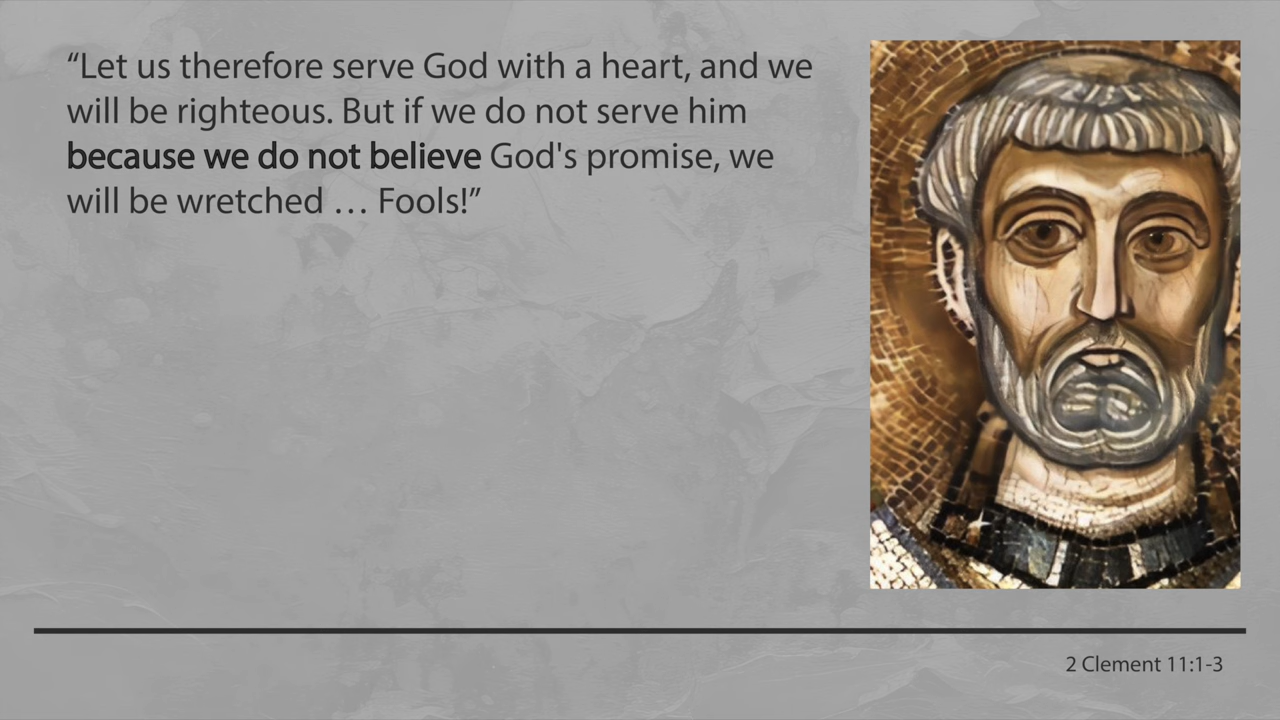 “Let us therefore serve God with a heart, and we
will be righteous. But if we do not serve him
because we do not believe God's promise, we
will be wretched … Fools!”
2 Clement 11:1-3